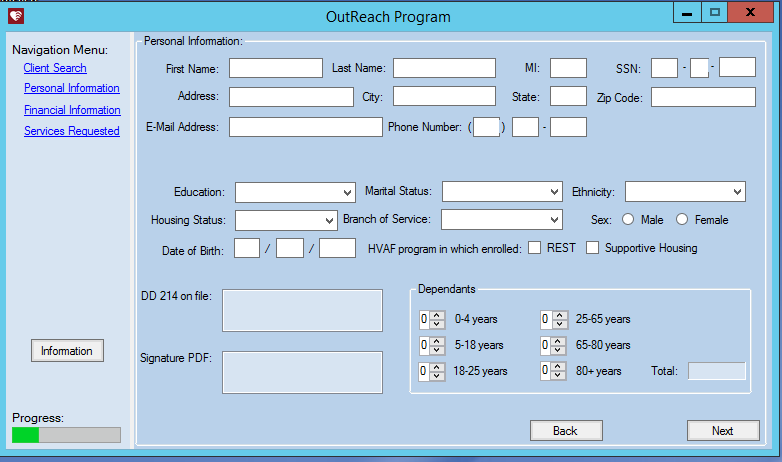 OutReach Program
Navigation Menu:
Client Search
Personal Information
Financial Information
Services Requested
Information
Progress:
Personal Information:
First Name: Last Name: MI: SSN: - -
Address: City: State: Zip Code:
E-Mail Address: Phone Number: ( ) -
Education: Marital Status: Ethnicity:
Housing Status: Branch of Service: Sex: Male Female
Date of Birth: / / HVAF program in which enrolled: REST Supportive Housing
DD 214 on file:
Signature PDF:
Dependants
0 0-4 years 0 25-65 years
0 5-18 years 0 65-80 years
0 18-25 years 0 80+ years Total:
Back Next